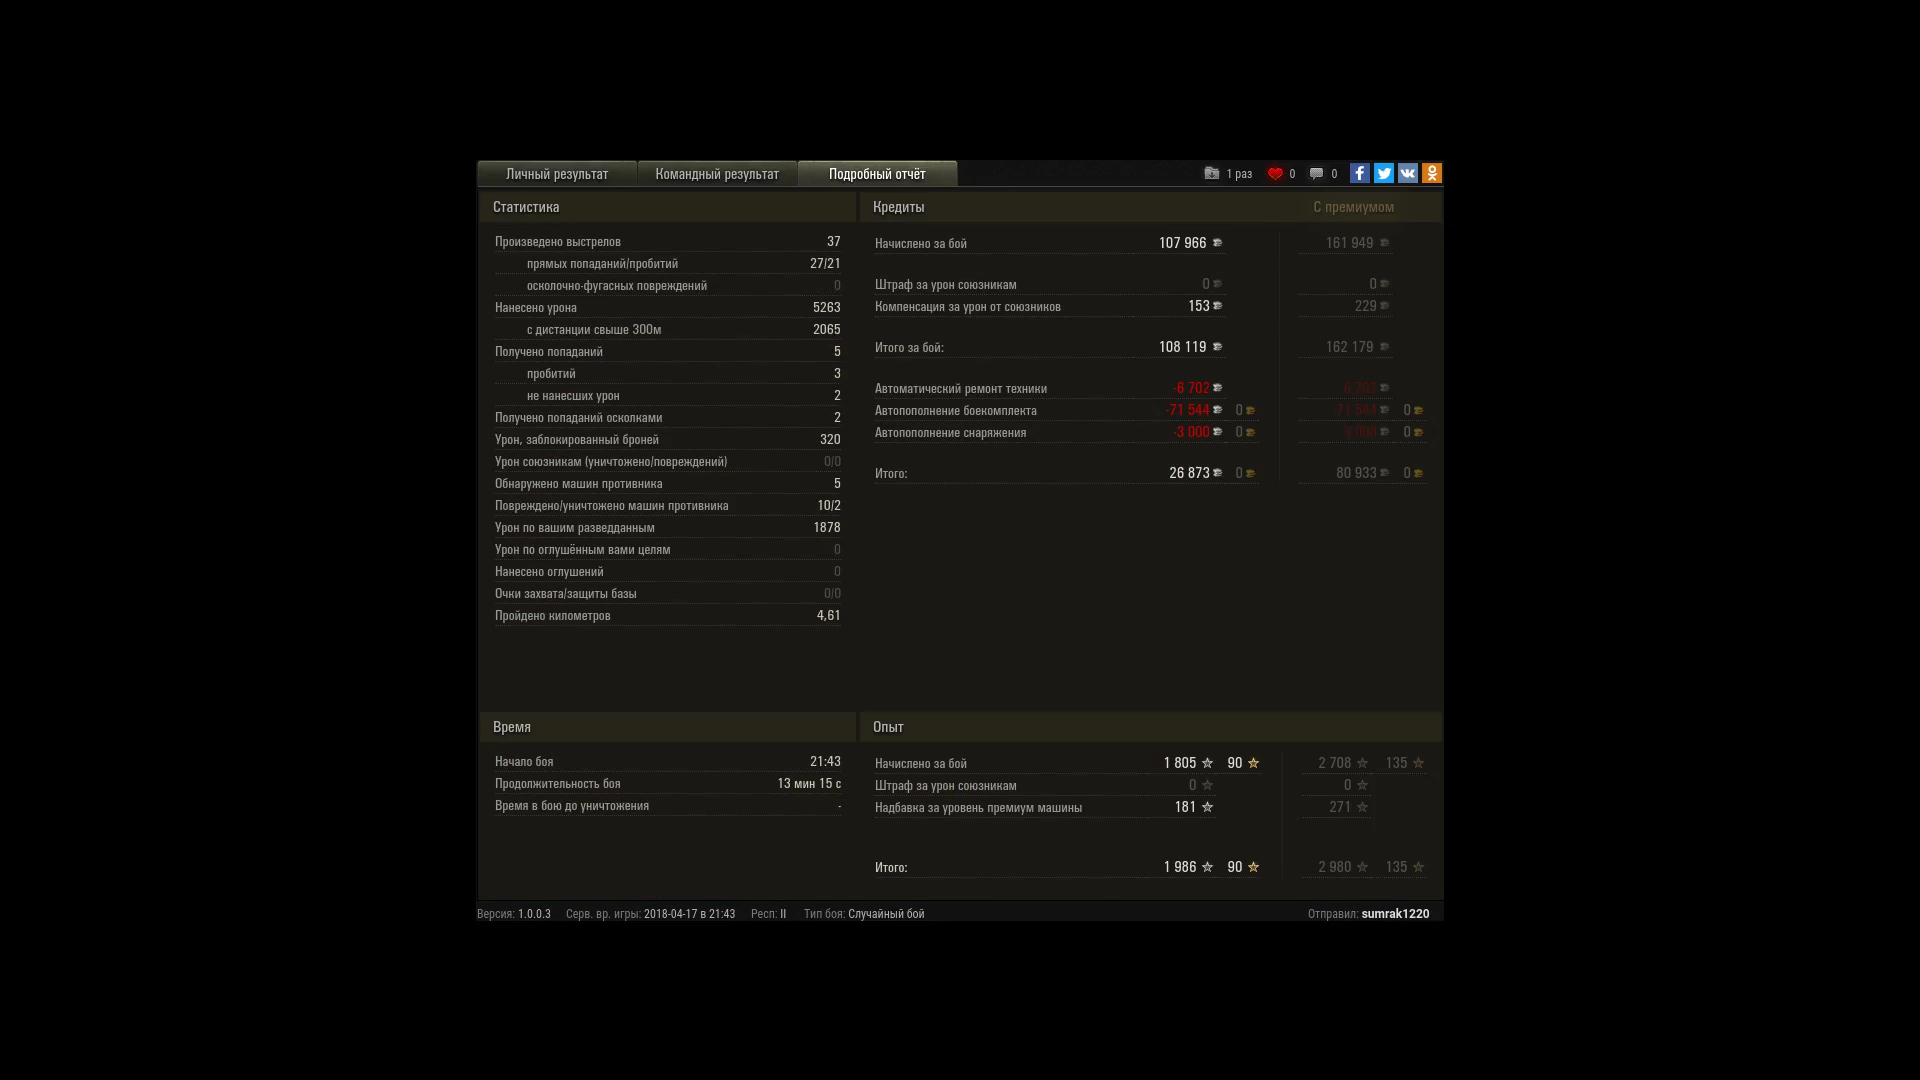 Личный результат Командный результат Подробный отчёт 1 раз 0 0
Статистика
Произведено выстрелов 37
прямых попаданий/пробитий 27/21
осколочно-фугасных повреждений 0
Нанесено урона 5263
с дистанции свыше 300м 2065
Получено попаданий 5
пробитий 3
не нанесших урон 2
Получено попаданий осколками 2
Урон, заблокированный броней 320
Урон союзникам (уничтожено/повреждений) 0/0
Обнаружено машин противника 5
Повреждено/уничтожено машин противника 10/2
Урон по вашим разведданным 1878
Урон по оглушённым вами целям 0
Нанесено оглушений 0
Очки захвата/защиты базы 0/0
Пройдено километров 4,61
Кредиты С премиумом
Начислено за бой 107 966 161 949
Штраф за урон союзникам 0 0
Компенсация за урон от союзников 153 229
Итого за бой: 108 119 162 179
Автоматический ремонт техники -6 702 -6 702
Автопополнение боекомплекта -71 544 0 -71 544 0
Автопополнение снаряжения -3 000 0 -3 000 0
Итого: 26 873 0 80 933 0
Время
Начало боя 21:43
Продолжительность боя 13 мин 15 с
Время в бою до уничтожения -
Опыт
Начислено за бой 1 805 90 2 708 135
Штраф за урон союзникам 0 0
Надбавка за уровень премиум машины 181 271
Итого: 1 986 90 2 980 135
Версия: 1.0.0.3 Серв. вр. игры: 2018-04-17 в 21:43 Респ: II Тип боя: Случайный бой Отправил: sumrak1220